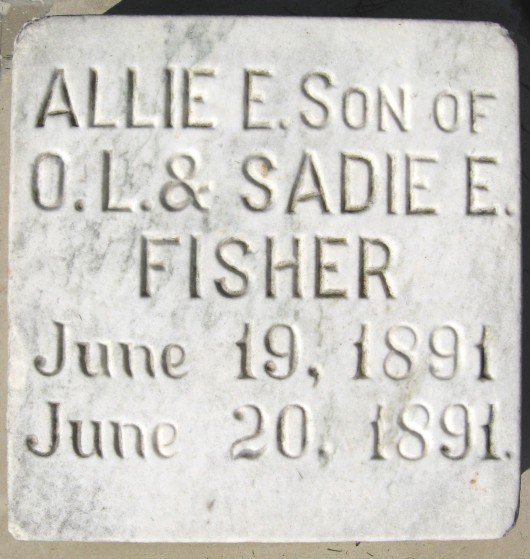 ALLIE E. SON OF
O. L. & SADIE E.
FISHER
June 19, 1891
June 20, 1891.